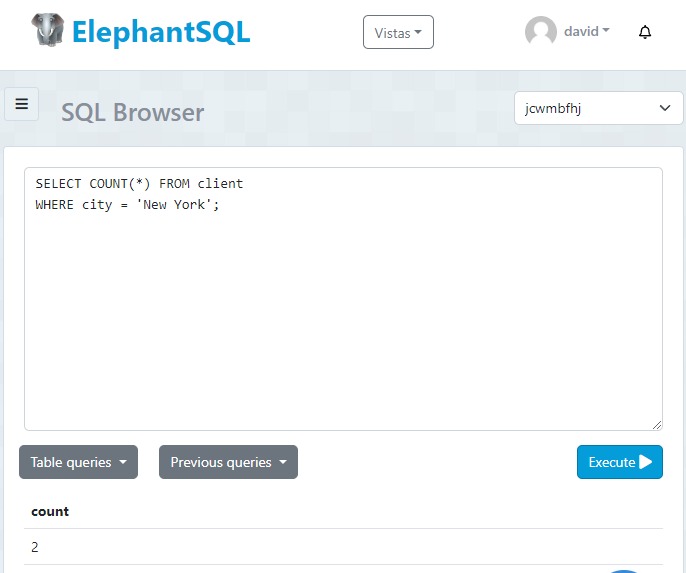 ElephantSQL
Vistas
david
SQL Browser
jcwmbfhj
SELECT COUNT(*) FROM client
WHERE city = 'New York';
Table queries
Previous queries
Execute
count
2